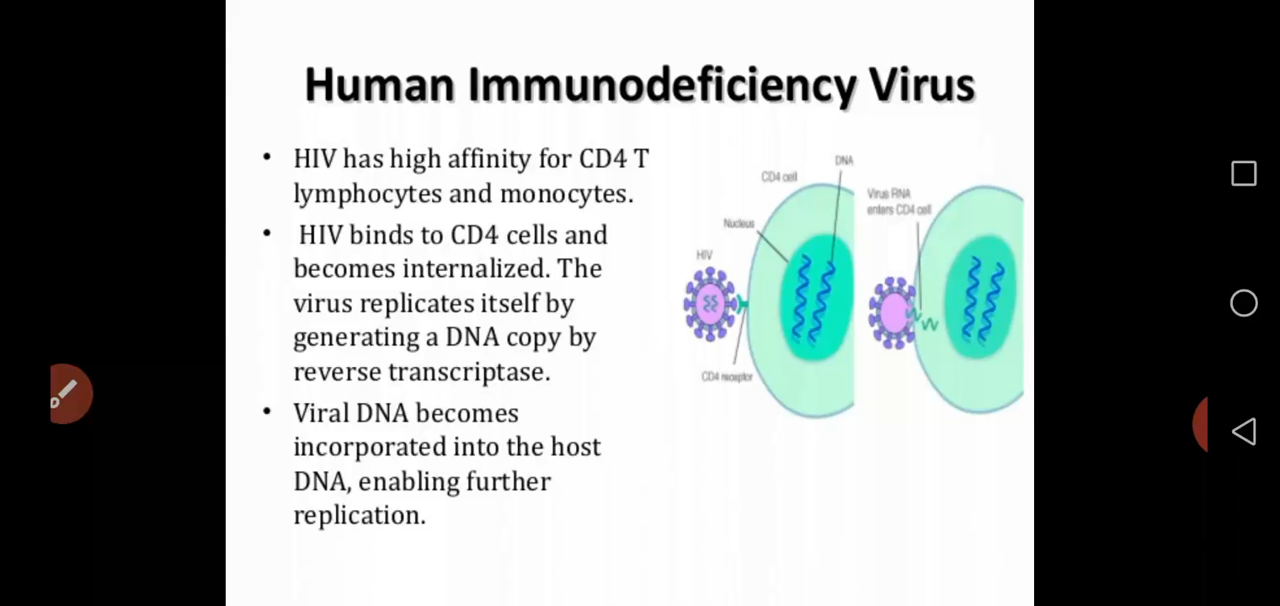 Human Immunodeficiency Virus
• HIV has high affinity for CD4 T
lymphocytes and monocytes.
• HIV binds to CD4 cells and
becomes internalized. The
virus replicates itself by
generating a DNA copy by
reverse transcriptase.
• Viral DNA becomes
incorporated into the host
DNA, enabling further
replication.
DNA
CD4 cell
Nucleus
HIV
CD4 receptor
Virus RNA
enters CD4 cell